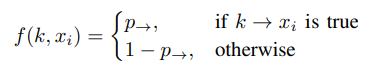 f(k, x_i) = { p_→, if k → x_i is true
1 − p_→, otherwise